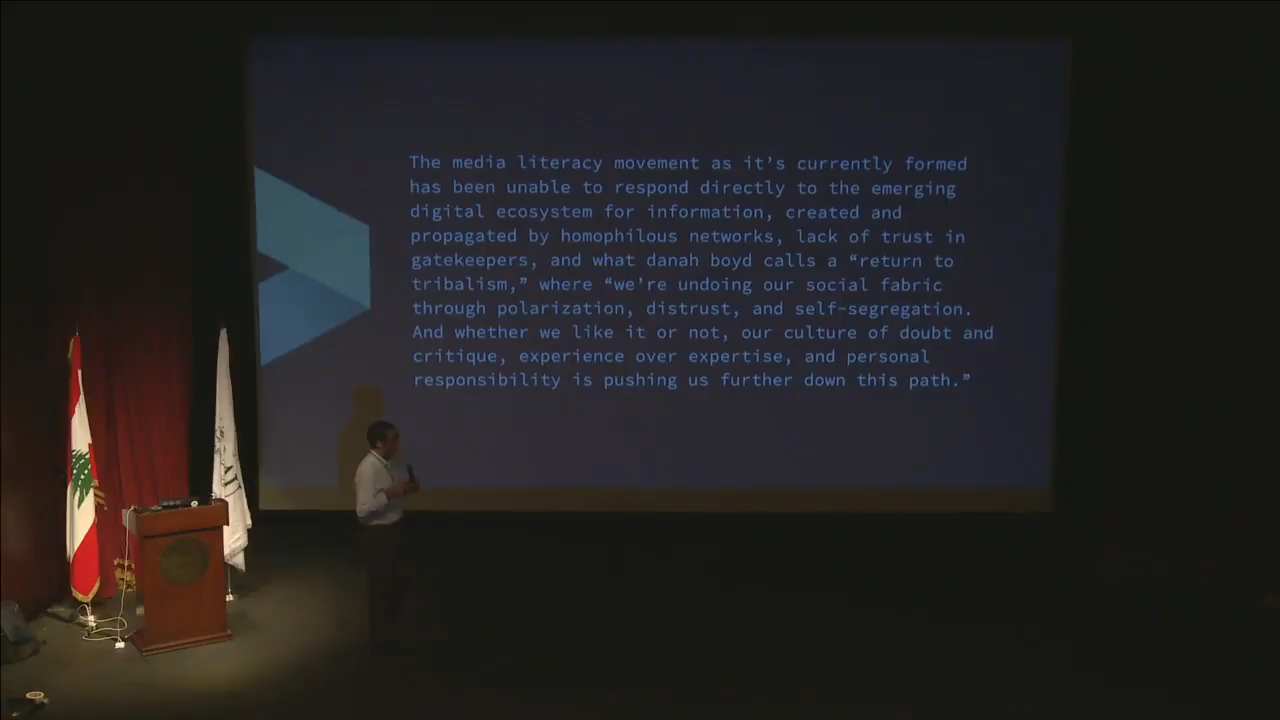 The media literacy movement as it's currently formed
has been unable to respond directly to the emerging
digital ecosystem for information, created and
propagated by homophilous networks, lack of trust in
gatekeepers, and what danah boyd calls a “return to
tribalism,” where “we're undoing our social fabric
through polarization, distrust, and self-segregation.
And whether we like it or not, our culture of doubt and
critique, experience over expertise, and personal
responsibility is pushing us further down this path.”